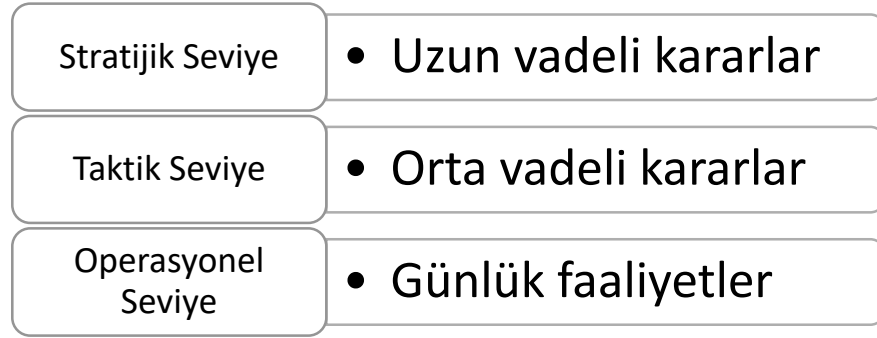 Stratijik Seviye
• Uzun vadeli kararlar
Taktik Seviye
• Orta vadeli kararlar
Operasyonel
Seviye
• Günlük faaliyetler